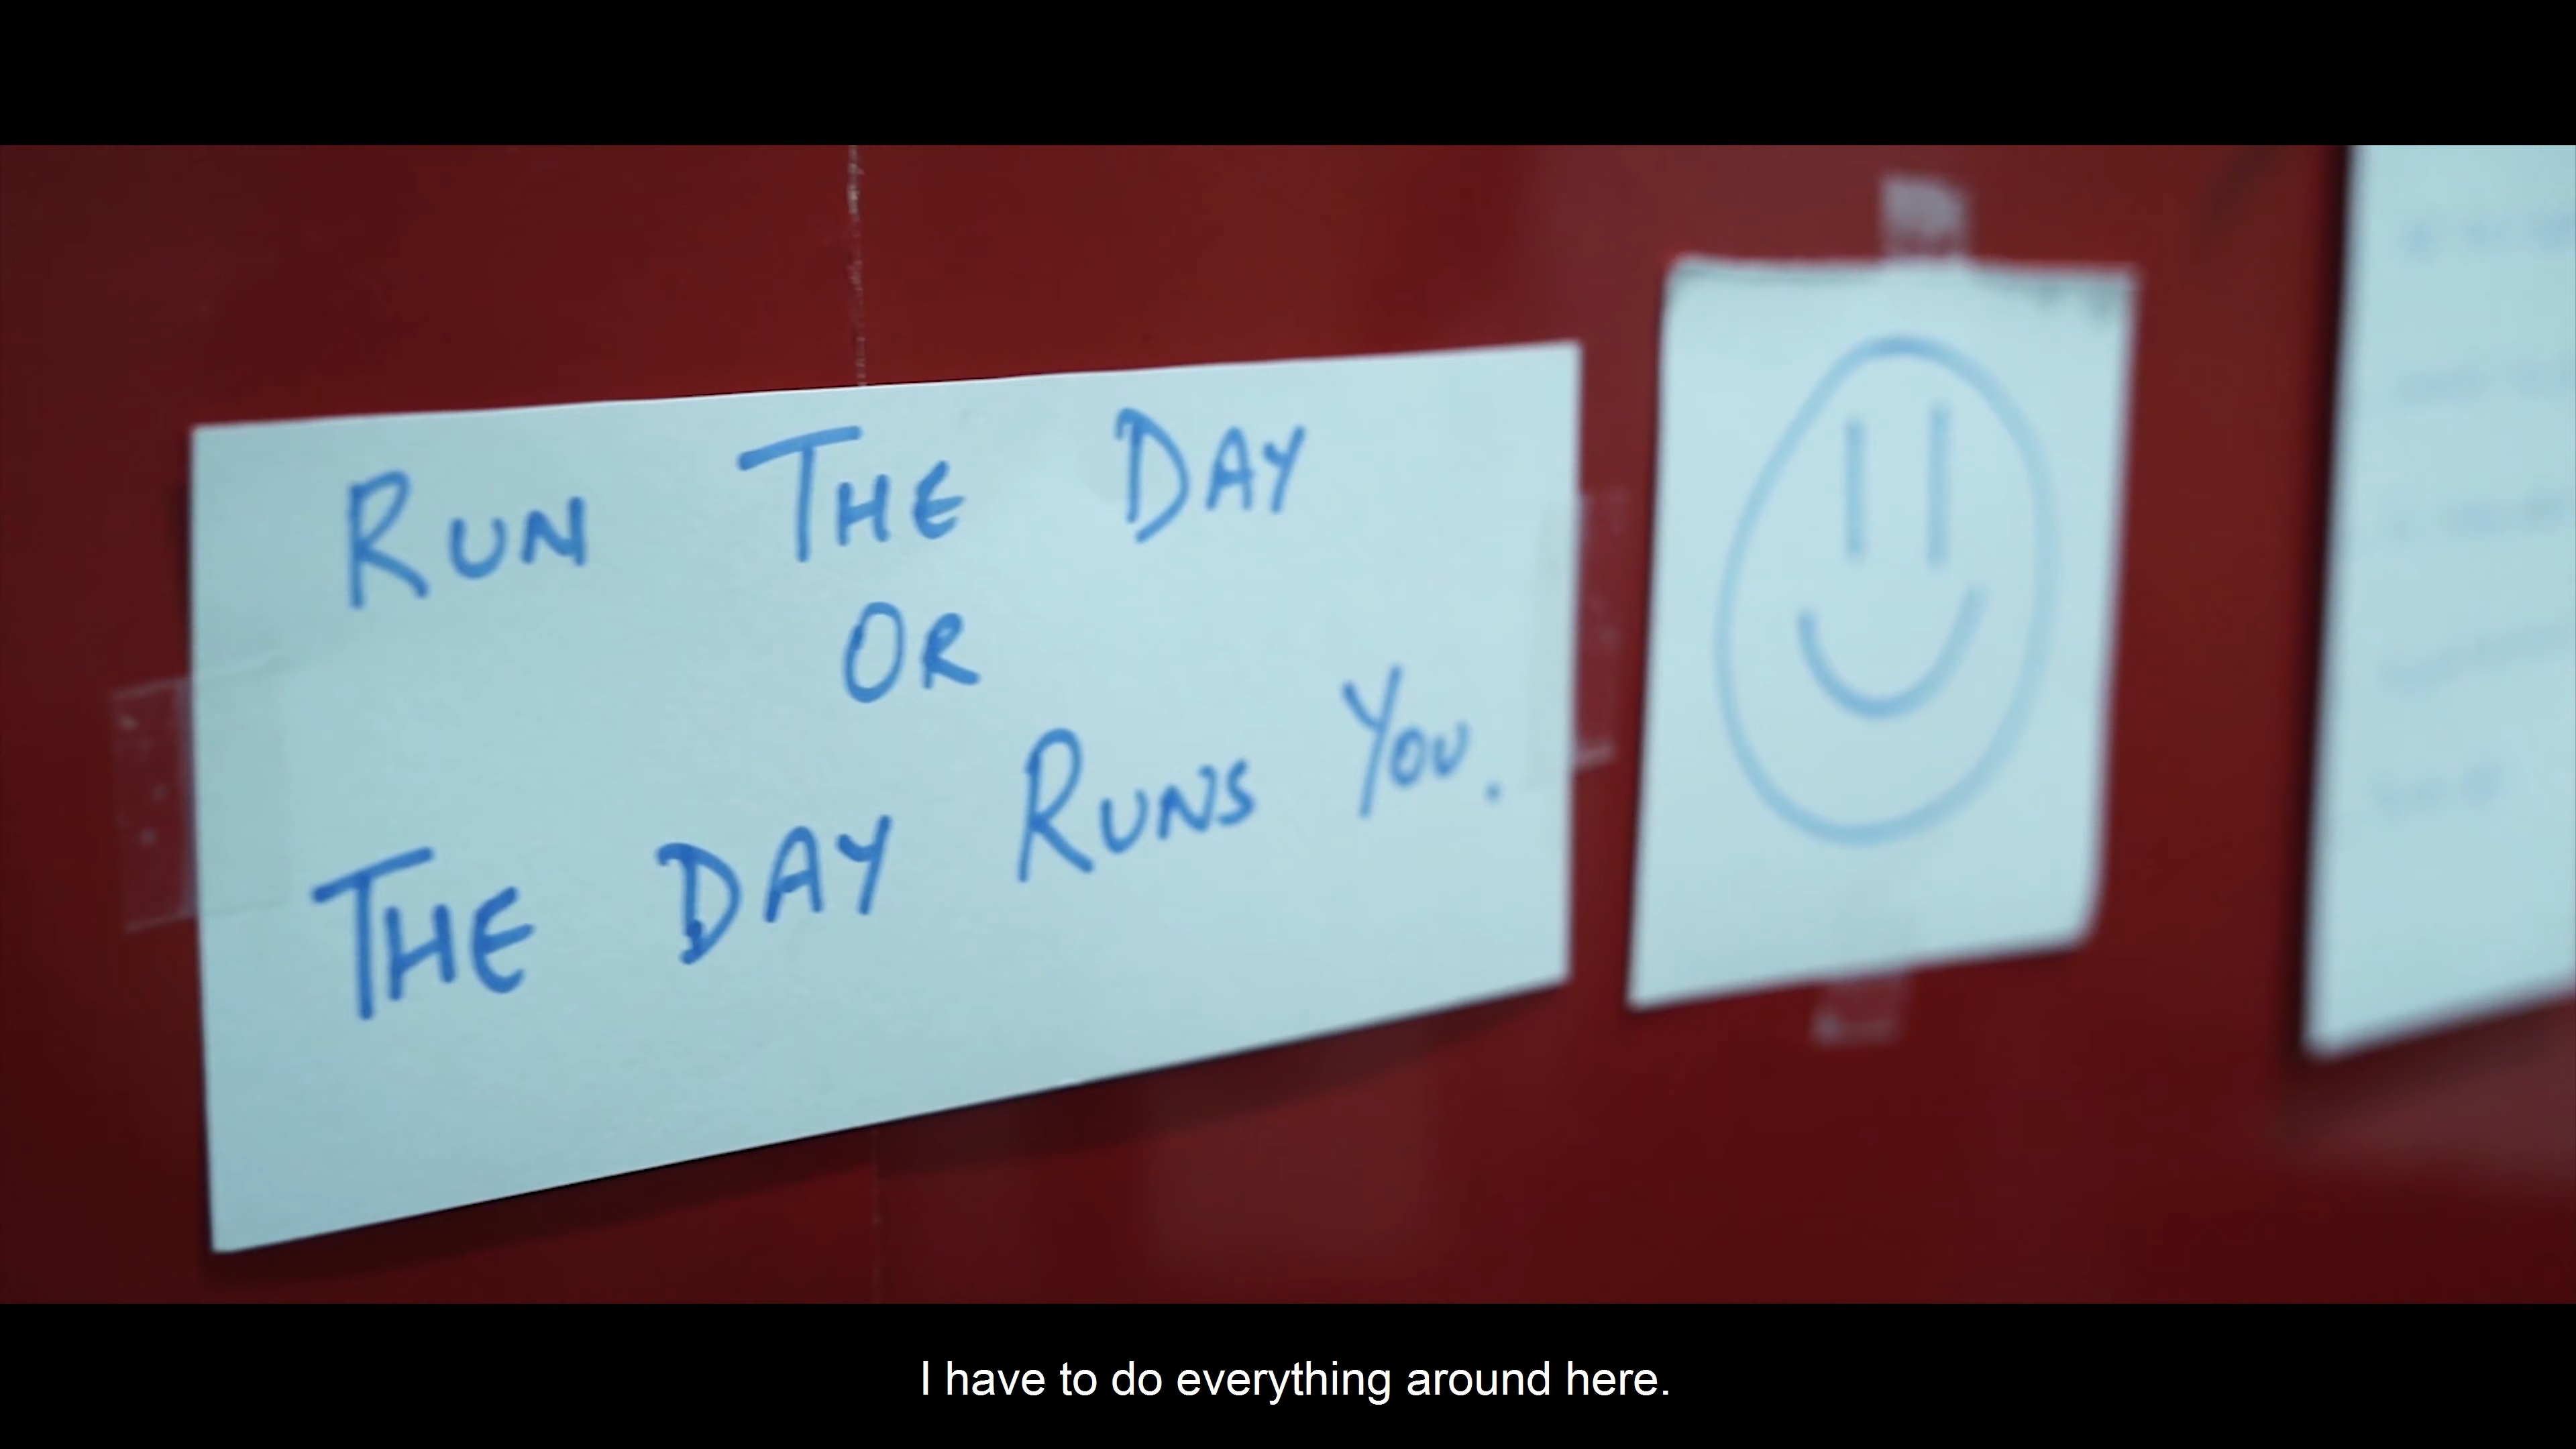 RUN THE DAY
OR
THE DAY RUNS YOU.
I have to do everything around here.